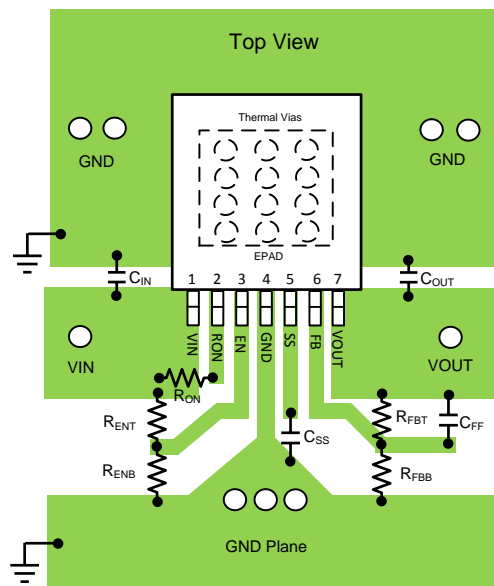 Top View
Thermal Vias
GND
GND
EPAD
1 2 3 4 5 6 7
CIN
COUT
VIN
RON
EN
GND
SS
FB
VOUT
VIN
VOUT
RON
RENT
RFBT
CFF
CSS
RENB
RFBB
GND Plane